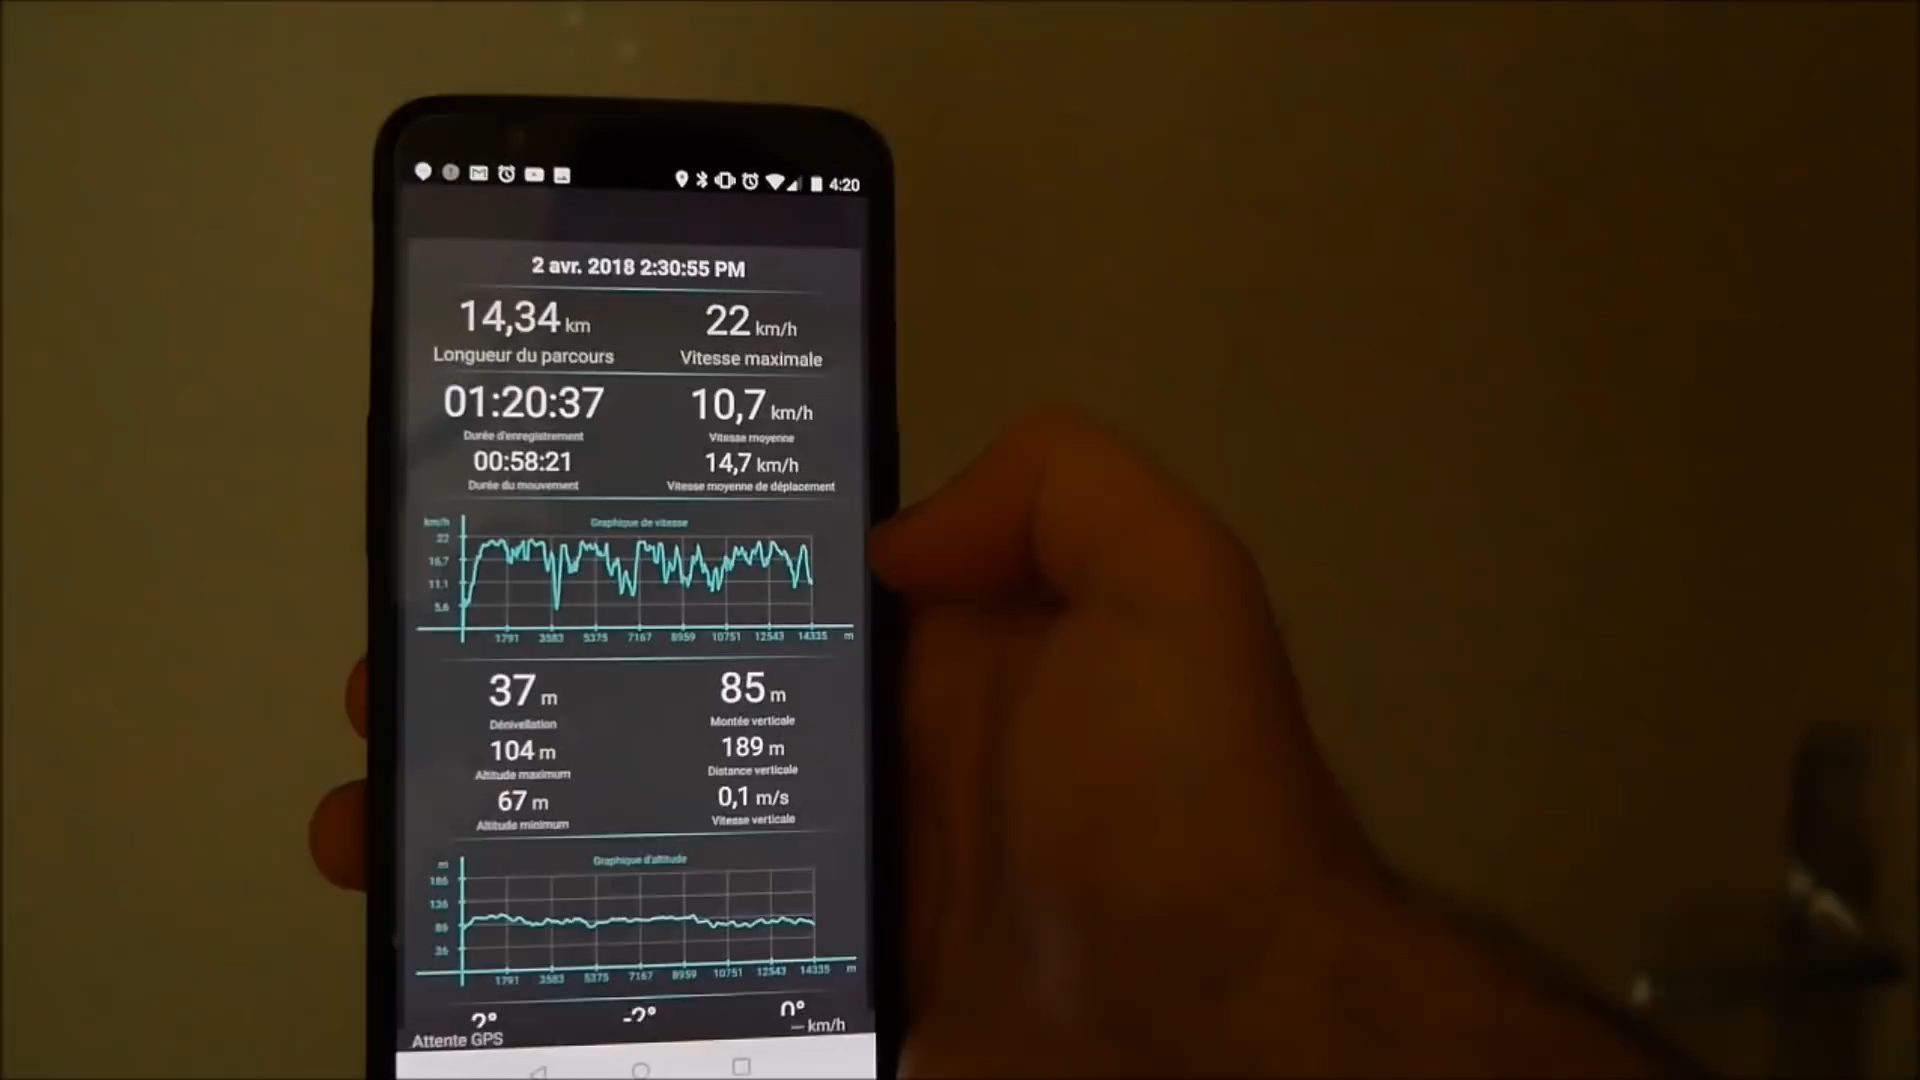 4:20
2 avr. 2018 2:30:55 PM
14,34 km 22 km/h
Longueur du parcours Vitesse maximale
01:20:37 10,7 km/h
Durée d'enregistrement Vitesse moyenne
00:58:21 14,7 km/h
Durée du mouvement Vitesse moyenne de déplacement
km/h Graphique de vitesse
22
16,7
11,1
5,6
1791 3583 5375 7167 8959 10751 12543 14335 m
37 m 85 m
Dénivellation Montée verticale
104 m 189 m
Altitude maximum Distance verticale
67 m 0,1 m/s
Altitude minimum Vitesse verticale
m Graphique d'altitude
186
136
86
36
1791 3583 5375 7167 8959 10751 12543 14335 m
2° -2° 0°
Attente GPS — km/h